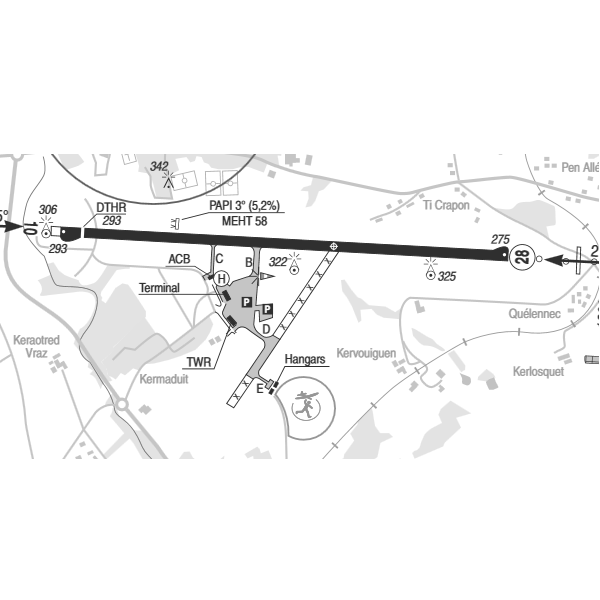 342
Pen Allé
5°
306
DTHR
293
PAPI 3° (5,2%)
MEHT 58
Ti Crapon
10
293
275
28
2
ACB
C
B
322
325
H
Terminal
P
P
D
Quélennec
Keraotred
Vraz
TWR
Hangars
Kervouiguen
Kerlosquet
Kermaduit
E